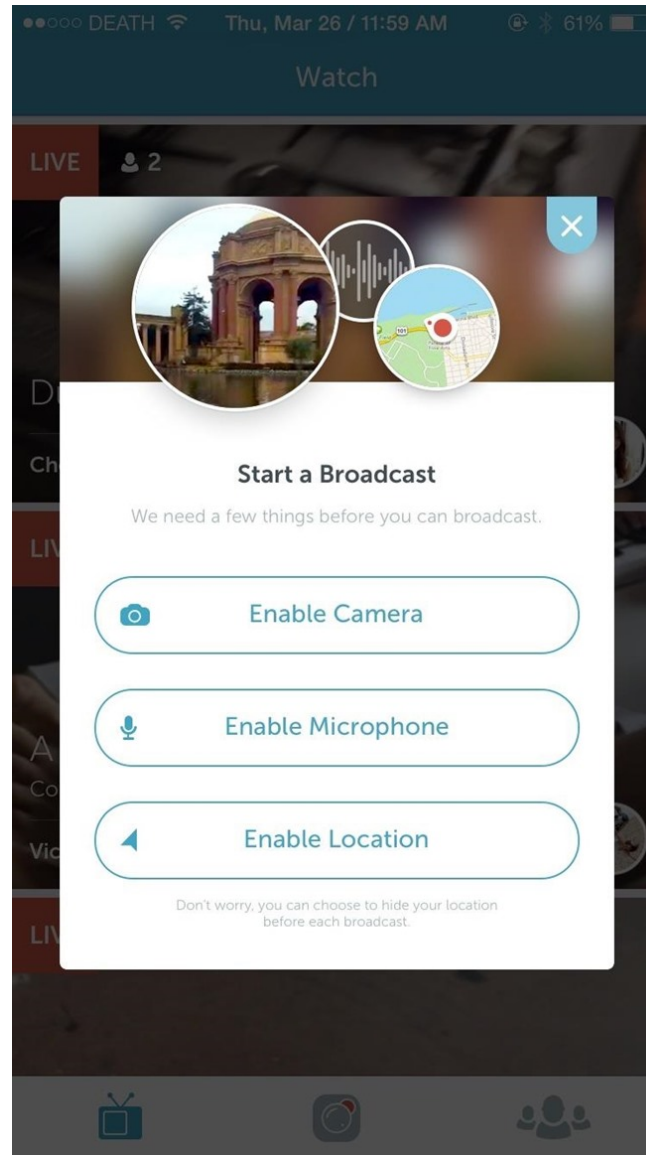 DEATH Thu, Mar 26 / 11:59 AM 61%
Watch
LIVE 2
101
Start a Broadcast
We need a few things before you can broadcast.
Enable Camera
Enable Microphone
Enable Location
Don't worry, you can choose to hide your location
before each broadcast.